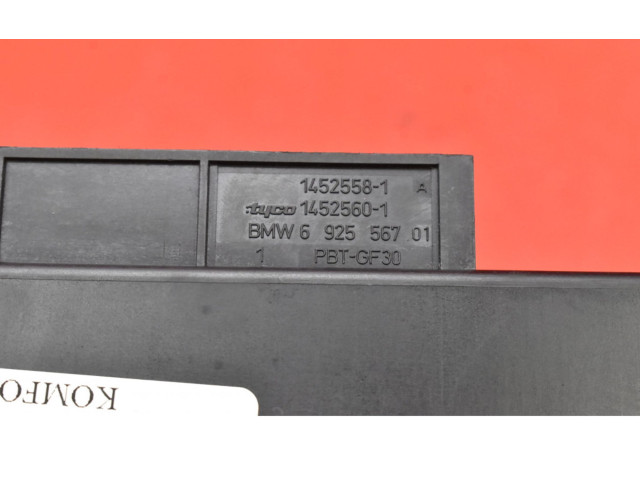 1452558-1 A
tyco 1452560-1
BMW 6 925 567 01
1 PBT-GF30
KOMFO